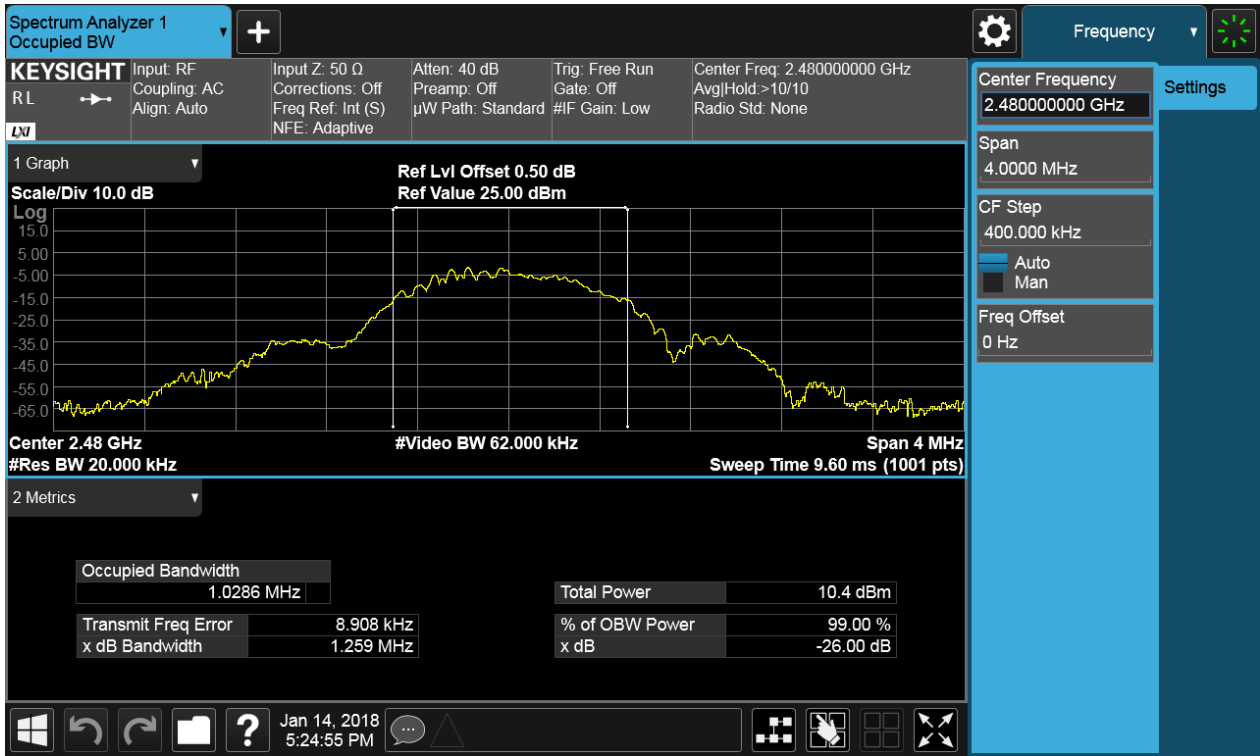 Spectrum Analyzer 1
Occupied BW
+
Frequency
KEYSIGHT
R L
LXI
Input: RF
Coupling: AC
Align: Auto
Input Z: 50 Ω
Corrections: Off
Freq Ref: Int (S)
NFE: Adaptive
Atten: 40 dB
Preamp: Off
µW Path: Standard
Trig: Free Run
Gate: Off
#IF Gain: Low
Center Freq: 2.480000000 GHz
Avg|Hold:>10/10
Radio Std: None
Center Frequency
2.480000000 GHz
Settings
Span
4.0000 MHz
CF Step
400.000 kHz
Auto
Man
Freq Offset
0 Hz
1 Graph
Scale/Div 10.0 dB
Ref Lvl Offset 0.50 dB
Ref Value 25.00 dBm
Log
15.0
5.00
-5.00
-15.0
-25.0
-35.0
-45.0
-55.0
-65.0
Center 2.48 GHz
#Video BW 62.000 kHz
Span 4 MHz
#Res BW 20.000 kHz
Sweep Time 9.60 ms (1001 pts)
2 Metrics
Occupied Bandwidth
1.0286 MHz
Total Power 10.4 dBm
Transmit Freq Error 8.908 kHz
% of OBW Power 99.00 %
x dB Bandwidth 1.259 MHz
x dB -26.00 dB
?
Jan 14, 2018
5:24:55 PM